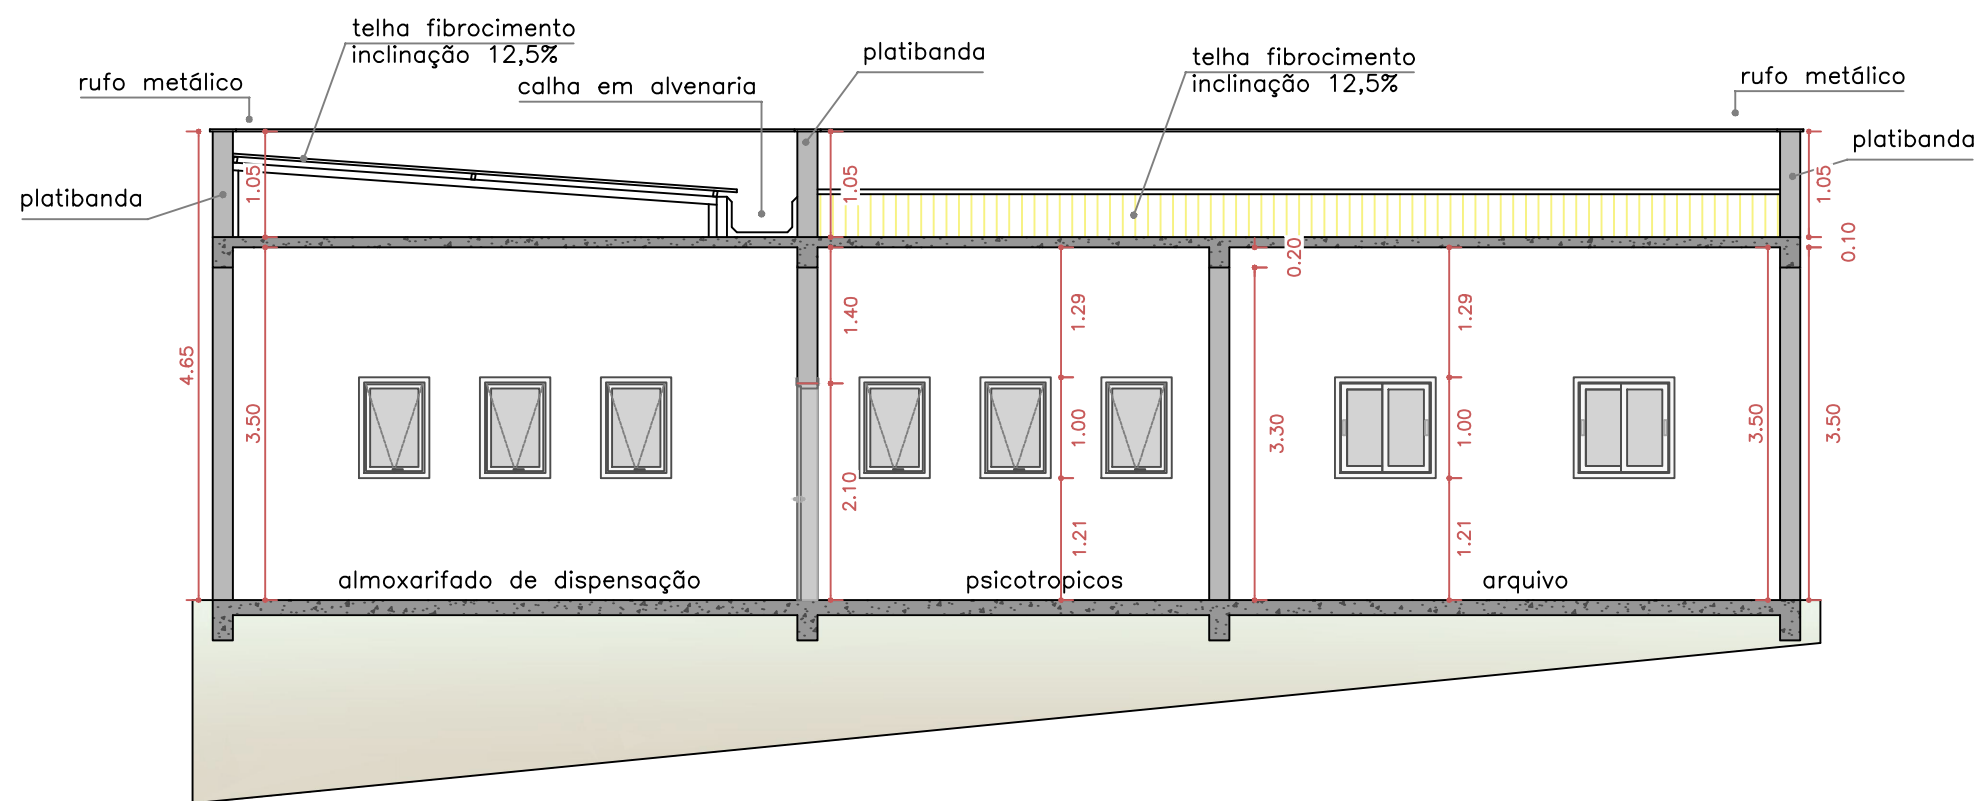 telha fibrocimento
inclinação 12,5%
platibanda
telha fibrocimento
inclinação 12,5%
rufo metálico
calha em alvenaria
rufo metálico
platibanda
platibanda
1.05
1.05
1.05
0.20
0.10
4.65
3.50
1.40
2.10
1.29
1.00
1.21
3.30
1.29
1.00
1.21
3.50
3.50
almoxarifado de dispensação
psicotropicos
arquivo